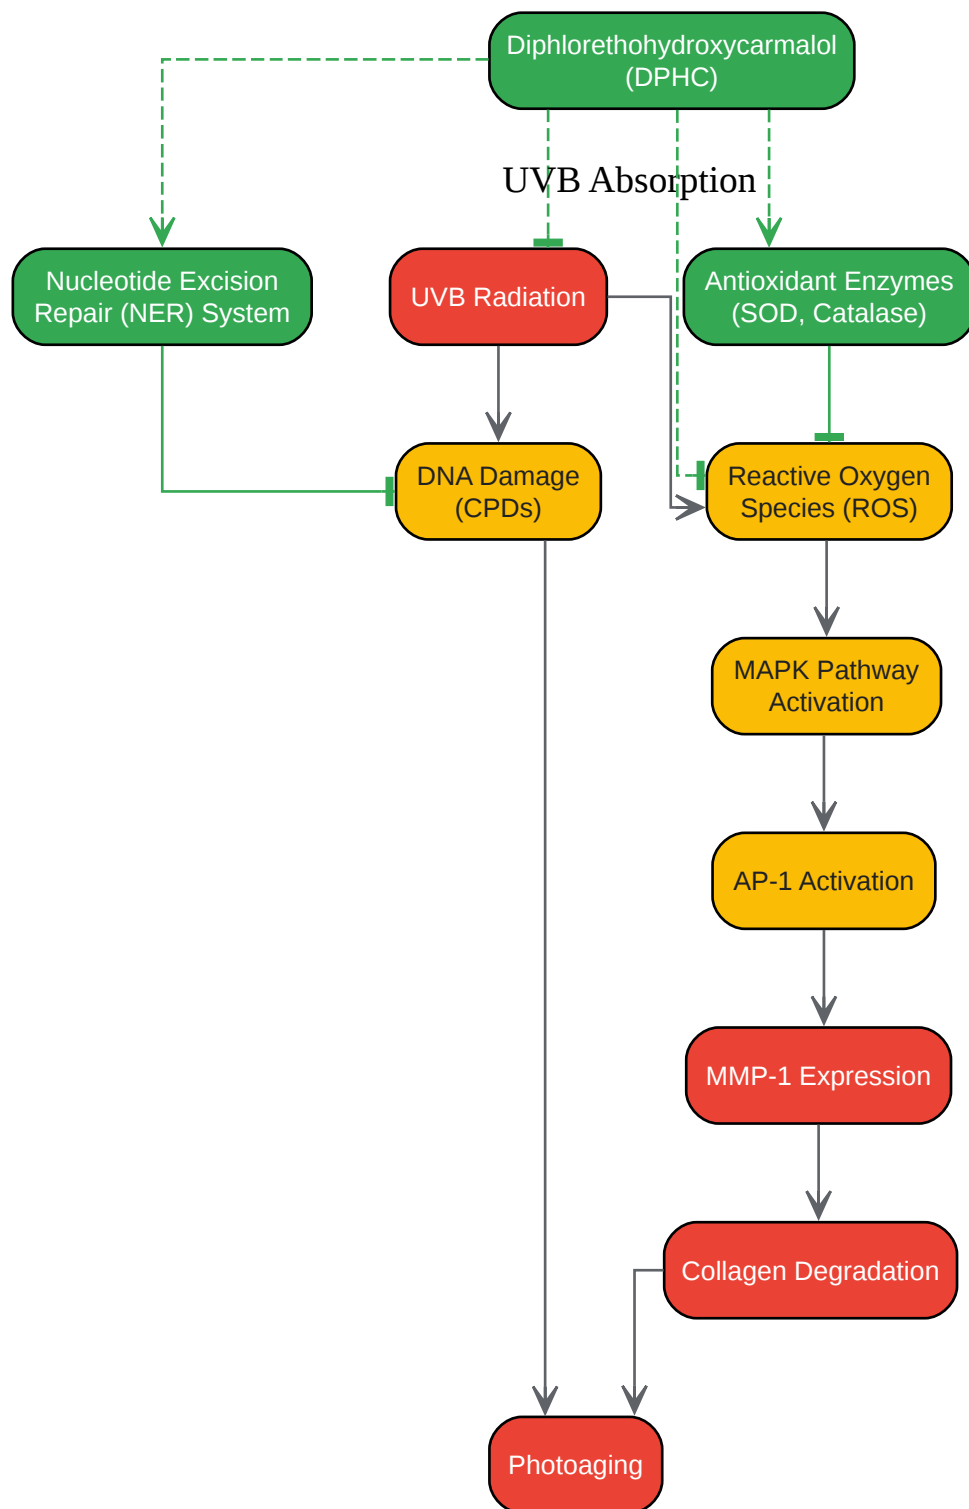 Diphlorethohydroxycarmalol
(DPHC)
UVB Absorption
Nucleotide Excision
Repair (NER) System
UVB Radiation
Antioxidant Enzymes
(SOD, Catalase)
DNA Damage
(CPDs)
Reactive Oxygen
Species (ROS)
MAPK Pathway
Activation
AP-1 Activation
MMP-1 Expression
Collagen Degradation
Photoaging